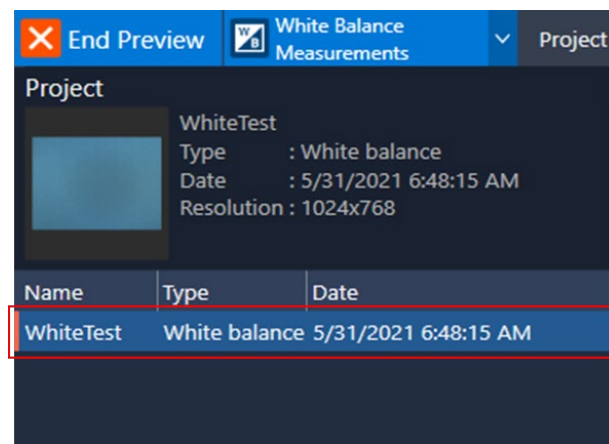 End Preview
W B
White Balance
Measurements
Project
Project
WhiteTest
Type : White balance
Date : 5/31/2021 6:48:15 AM
Resolution : 1024x768
Name Type Date
WhiteTest White balance 5/31/2021 6:48:15 AM